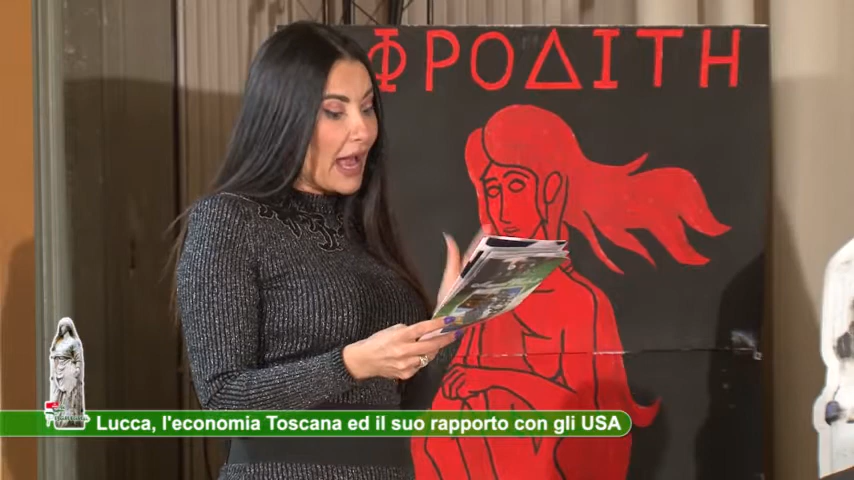 ΦΡΟΔΙΤΗ
Lucca, l'economia Toscana ed il suo rapporto con gli USA